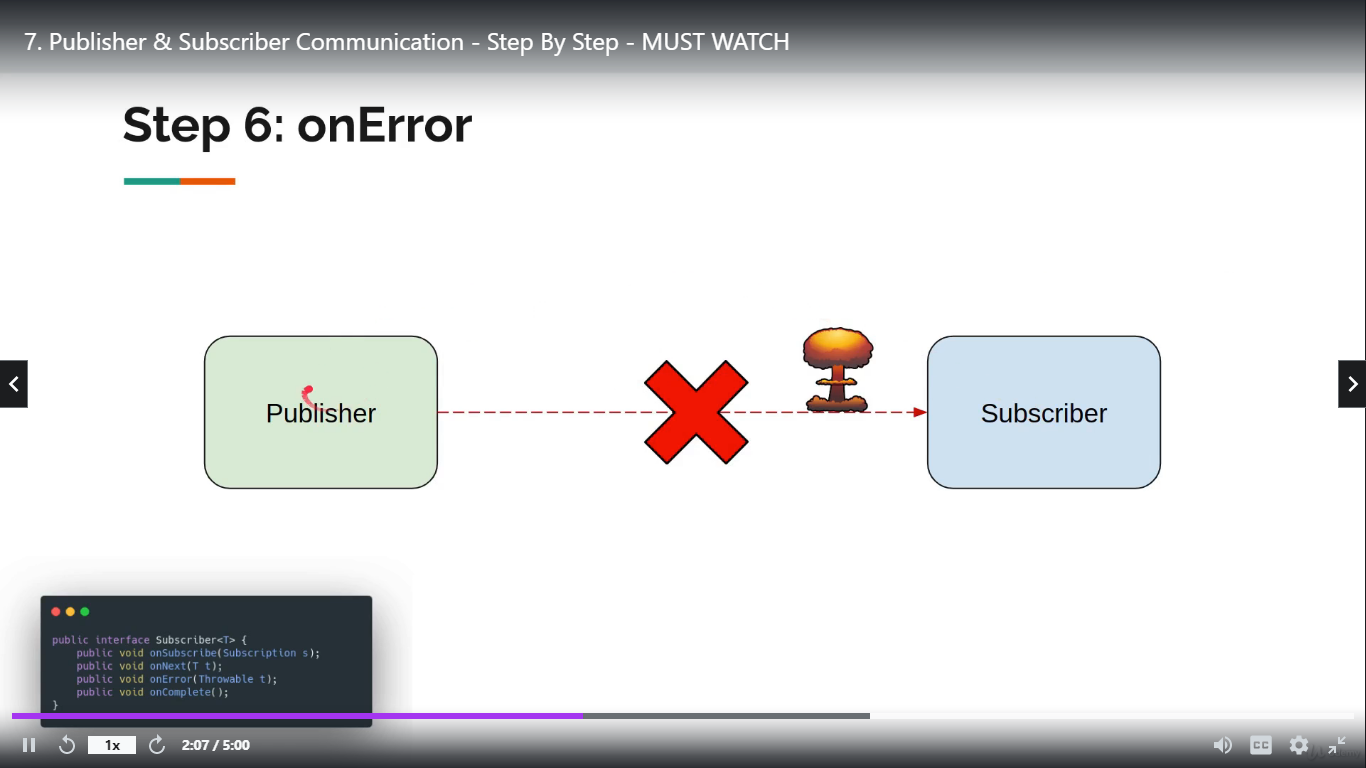 7. Publisher & Subscriber Communication - Step By Step - MUST WATCH
Step 6: onError
Publisher
Subscriber
public interface Subscriber<T> {
    public void onSubscribe(Subscription s);
    public void onNext(T t);
    public void onError(Throwable t);
    public void onComplete();
}
1x
2:07 / 5:00
CC